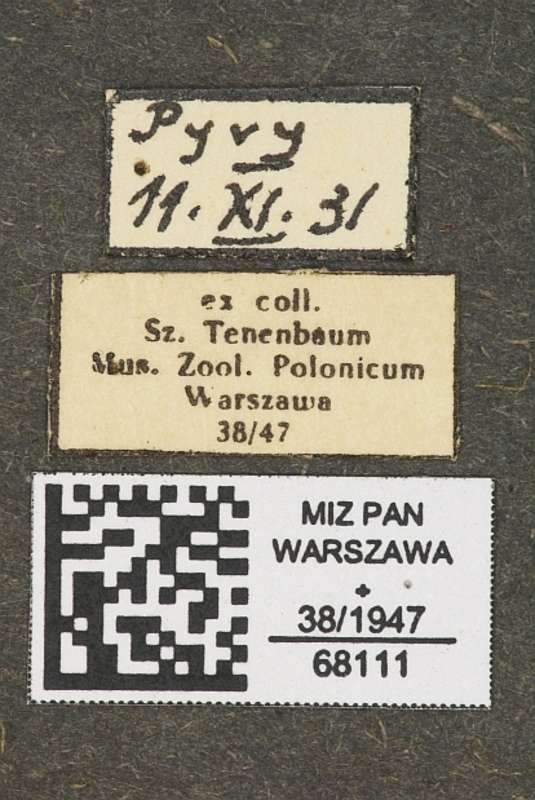 Pyvy
11. XI. 31
ex coll.
Sz. Tenenbaum
Mus. Zool. Polonicum
Warszawa
38/47
MIZ PAN
WARSZAWA
38/1947
68111